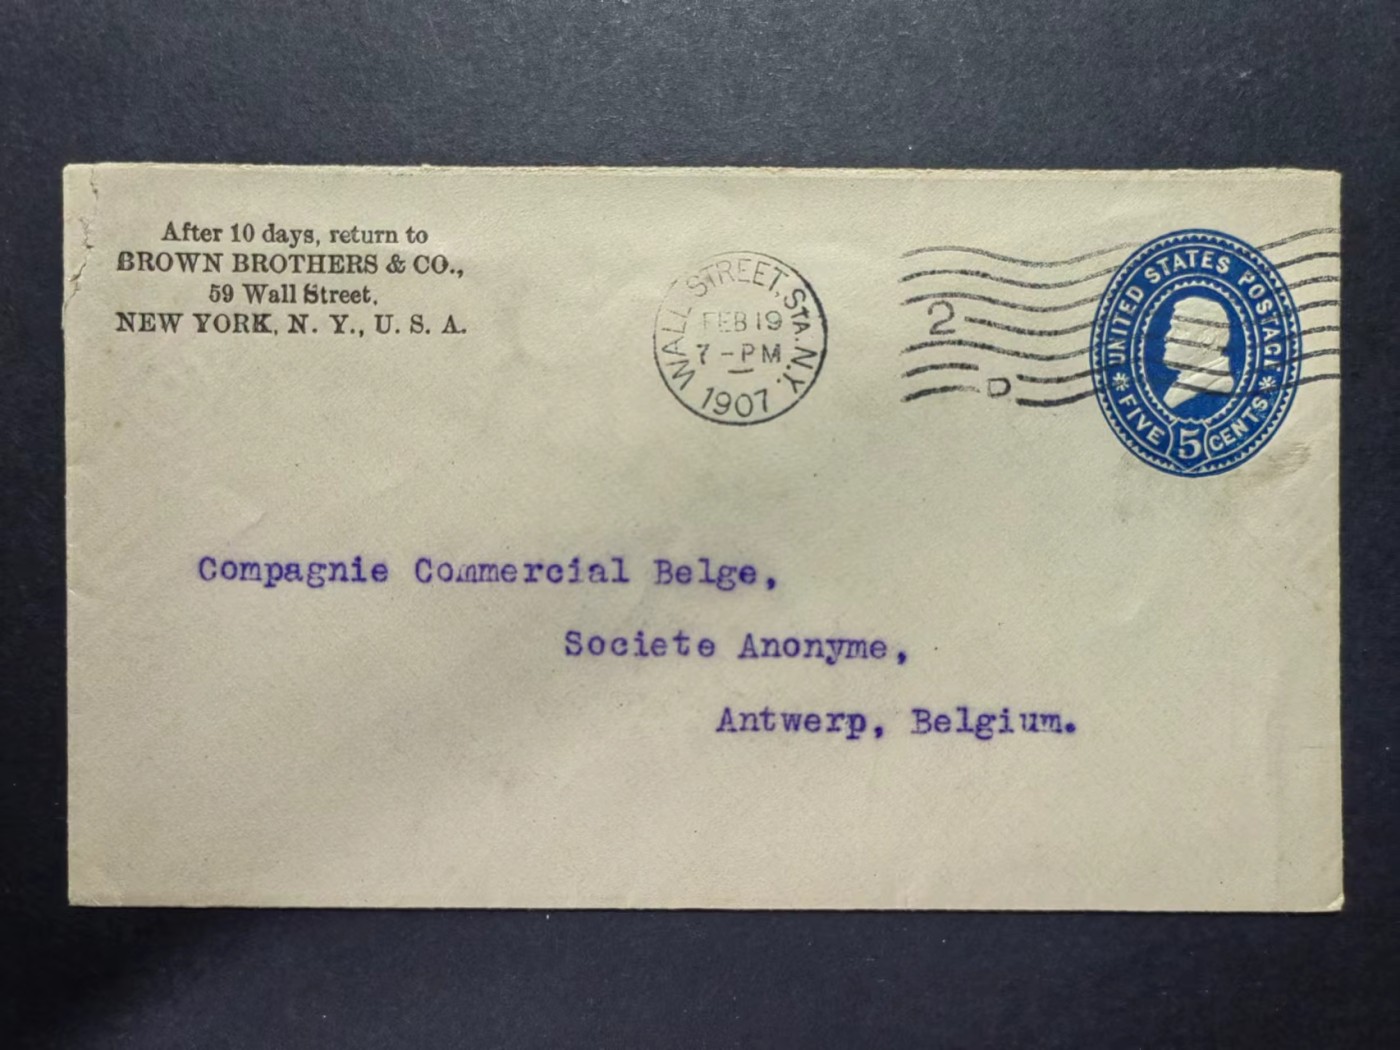 After 10 days, return to
BROWN BROTHERS & CO.,
59 Wall Street,
NEW YORK, N. Y., U. S. A.
WALL STREET, STA. N.Y.
FEB 19
7 - PM
1907
2
D
UNITED STATES POSTAGE
FIVE 5 CENTS
Compagnie Commercial Belge,
Societe Anonyme,
Antwerp, Belgium.